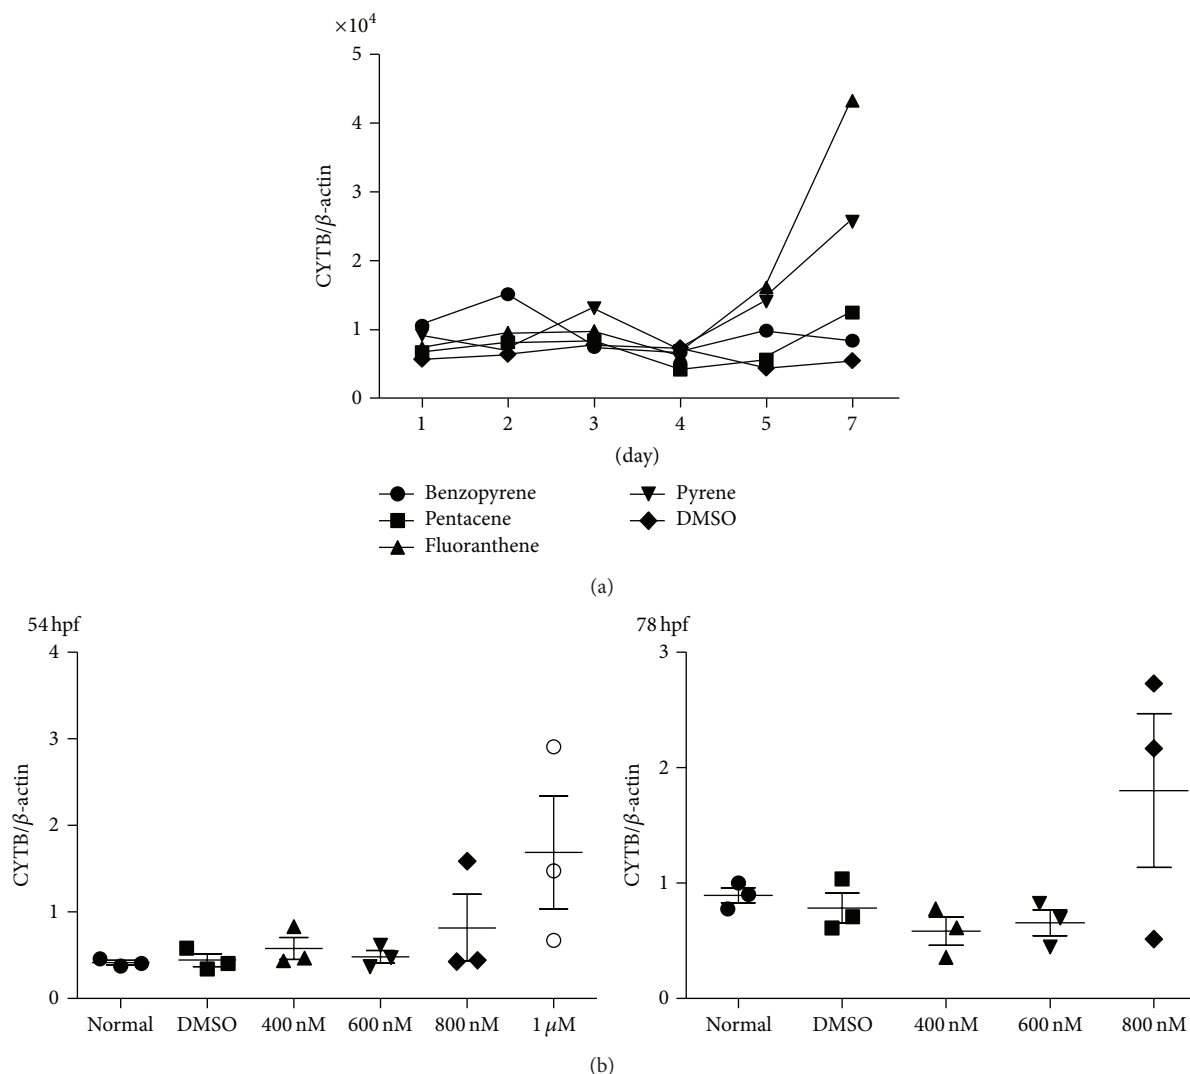 ×10⁴
5
4
3
2
1
0
CYTB/β-actin
1 2 3 4 5 7
(day)
Benzopyrene Pyrene
Pentacene DMSO
Fluoranthene
(a)
54 hpf
4
3
2
1
0
CYTB/β-actin
Normal DMSO 400 nM 600 nM 800 nM 1 μM
78 hpf
3
2
1
0
CYTB/β-actin
Normal DMSO 400 nM 600 nM 800 nM
(b)